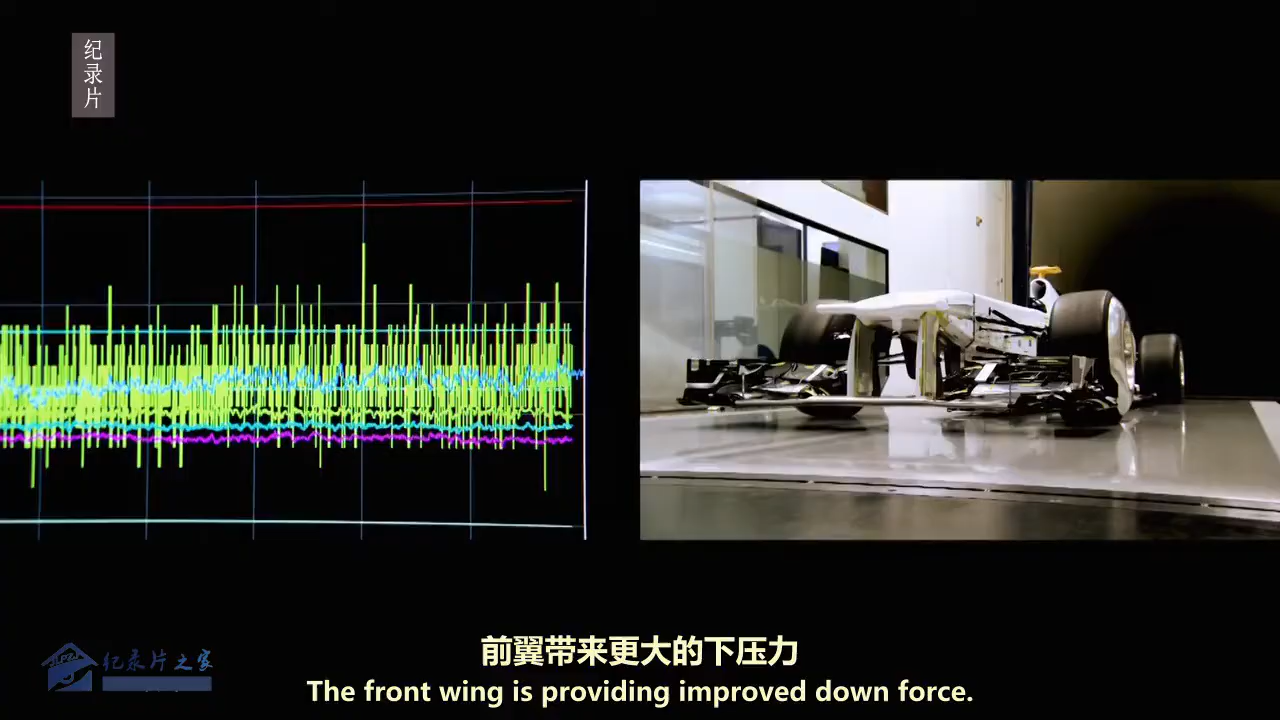 纪录片
纪录片之家
前翼带来更大的下压力
The front wing is providing improved down force.